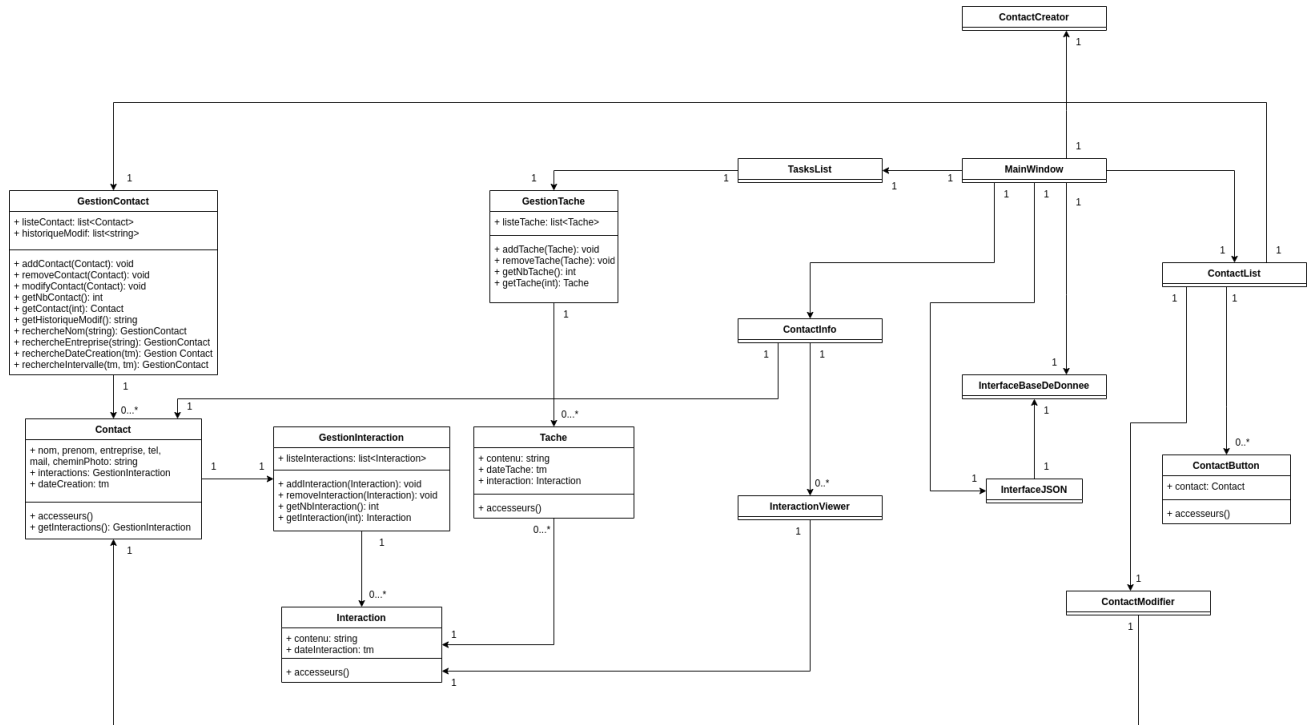 ContactCreator
1
1
1
MainWindow
TasksList
1
1
1
1
1
1
1
1
GestionContact
+ listeContact: list<Contact>
+ historiqueModif: list<string>
+ addContact(Contact): void
+ removeContact(Contact): void
+ modifyContact(Contact): void
+ getNbContact(): int
+ getContact(int): Contact
+ getHistoriqueModif(): string
+ rechercheNom(string): GestionContact
+ rechercheEntreprise(string): GestionContact
+ rechercheDateCreation(tm): Gestion Contact
+ rechercheIntervalle(tm, tm): GestionContact
1
0...*
GestionTache
+ listeTache: list<Tache>
+ addTache(Tache): void
+ removeTache(Tache): void
+ getNbTache(): int
+ getTache(int): Tache
1
0...*
1
1
ContactList
1
1
1
ContactInfo
1
1
1
1
InterfaceBaseDeDonnee
1
1
1
InterfaceJSON
Contact
+ nom, prenom, entreprise, tel,
mail, cheminPhoto: string
+ interactions: GestionInteraction
+ dateCreation: tm
+ accesseurs()
+ getInteractions(): GestionInteraction
1
1
1
GestionInteraction
+ listeInteractions: list<Interaction>
+ addInteraction(Interaction): void
+ removeInteraction(Interaction): void
+ getNbInteraction(): int
+ getInteraction(int): Interaction
1
0...*
Tache
+ contenu: string
+ dateTache: tm
+ interaction: Interaction
+ accesseurs()
0...*
0..*
InteractionViewer
1
0..*
ContactButton
+ contact: Contact
+ accesseurs()
1
ContactModifier
1
Interaction
+ contenu: string
+ dateInteraction: tm
+ accesseurs()
1
1